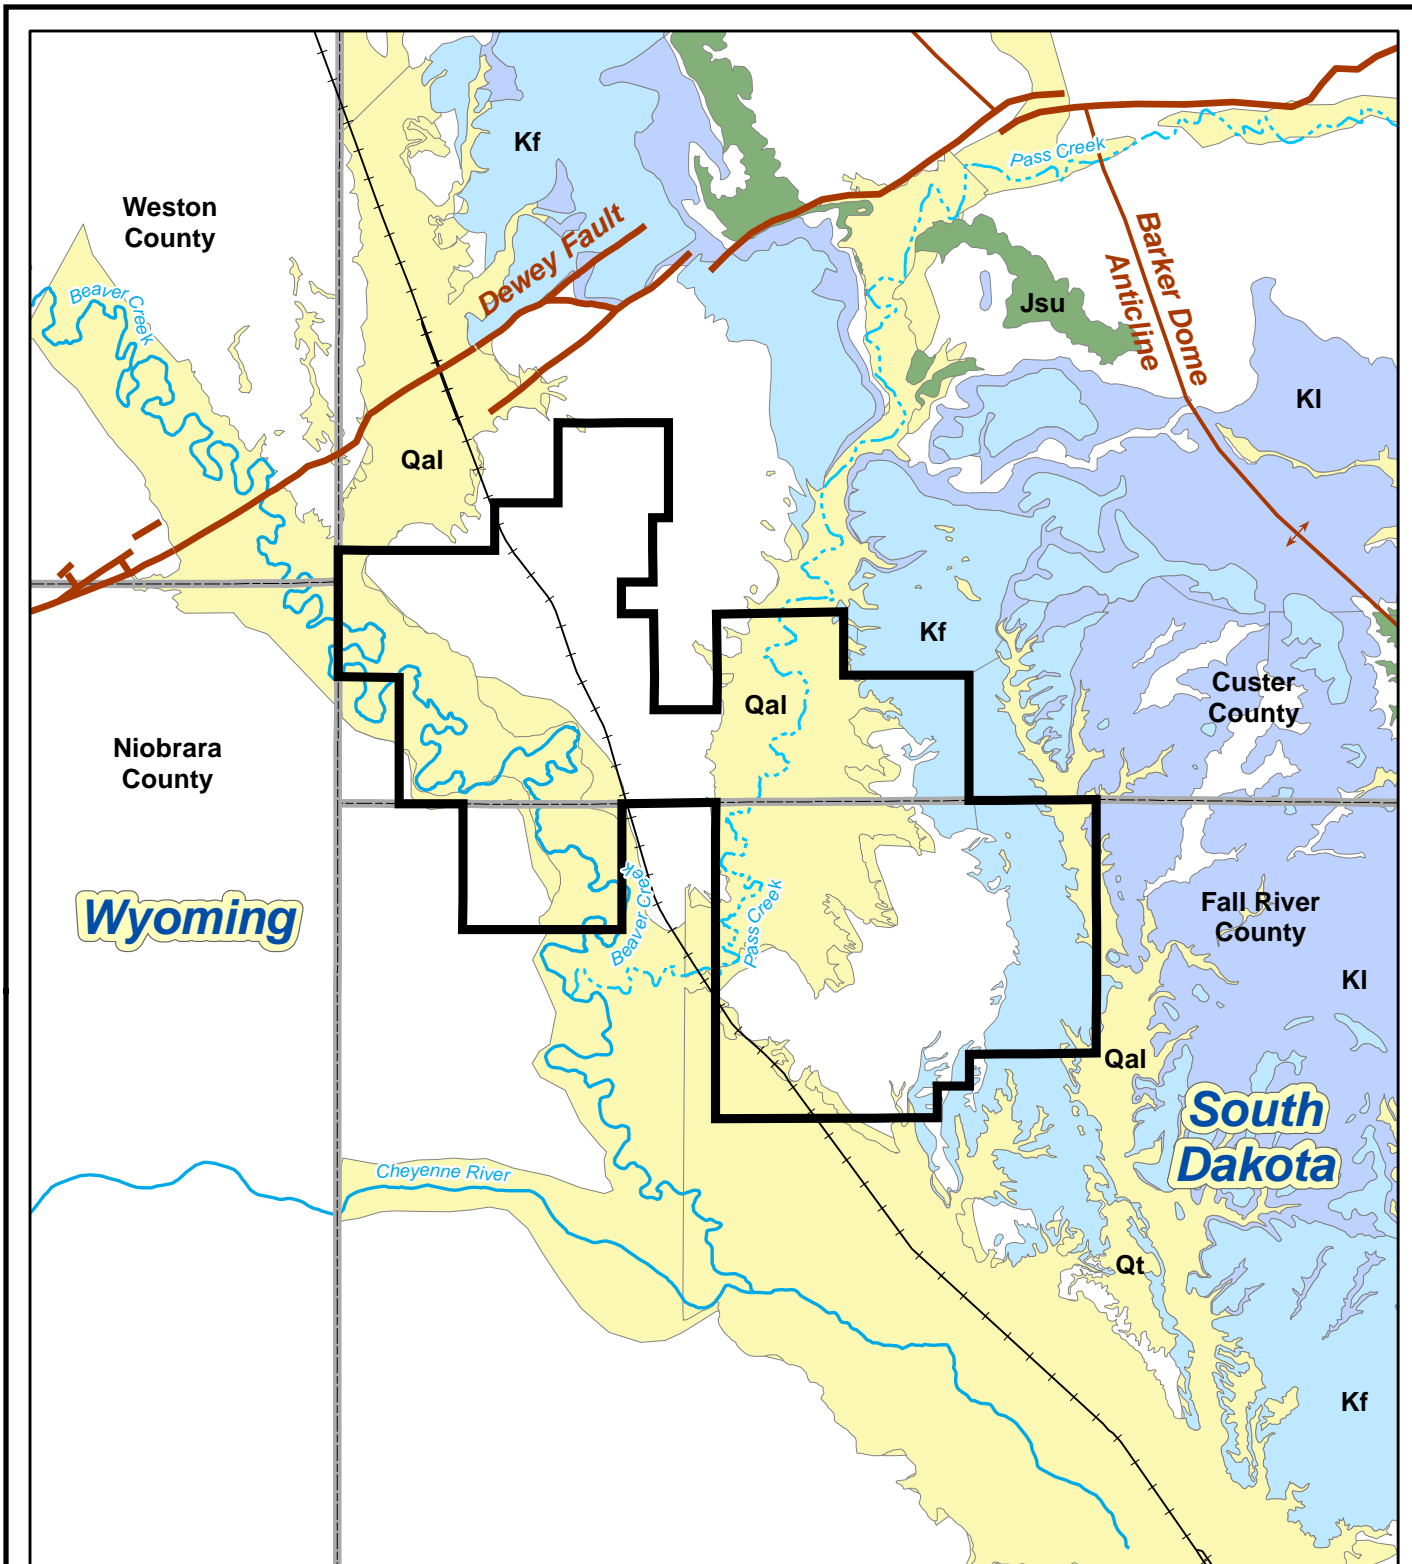 Kf
Weston
County
Pass Creek
Dewey Fault
Barker Dome
Anticline
Beaver Creek
Jsu
Kl
Qal
Kf
Custer
County
Qal
Niobrara
County
Wyoming
Beaver Creek
Pass Creek
Fall River
County
Kl
Qal
South
Dakota
Cheyenne River
Qt
Kf